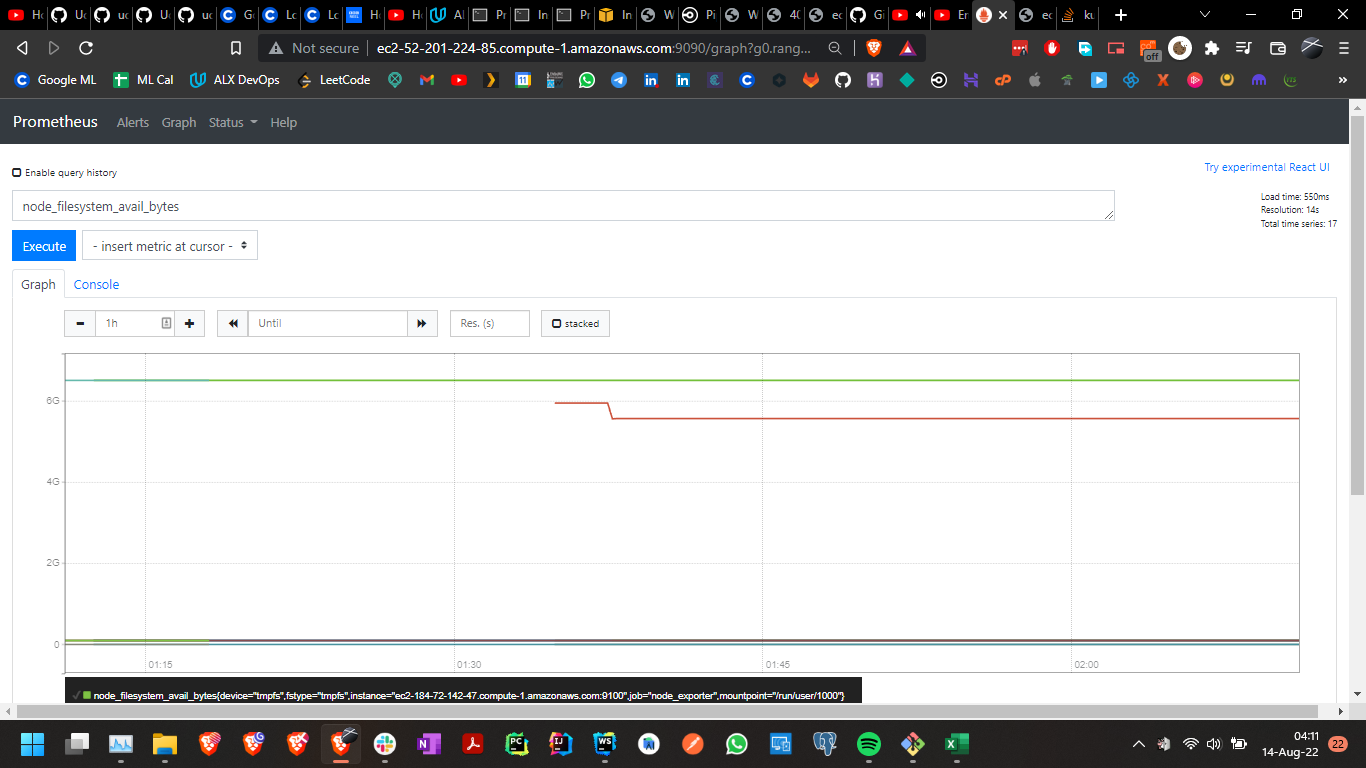 Not secure
ec2-52-201-224-85.compute-1.amazonaws.com:9090/graph?g0.rang...
Google ML
ML Cal
ALX DevOps
LeetCode
off
Prometheus
Alerts
Graph
Status
Help
Enable query history
Try experimental React UI
node_filesystem_avail_bytes
Load time: 550ms
Resolution: 14s
Total time series: 17
Execute
- insert metric at cursor -
Graph
Console
1h
Until
Res. (s)
stacked
6G
4G
2G
0
01:15
01:30
01:45
02:00
node_filesystem_avail_bytes{device="tmpfs",fstype="tmpfs",instance="ec2-184-72-142-47.compute-1.amazonaws.com:9100",job="node_exporter",mountpoint="/run/user/1000"}
04:11
14-Aug-22
22